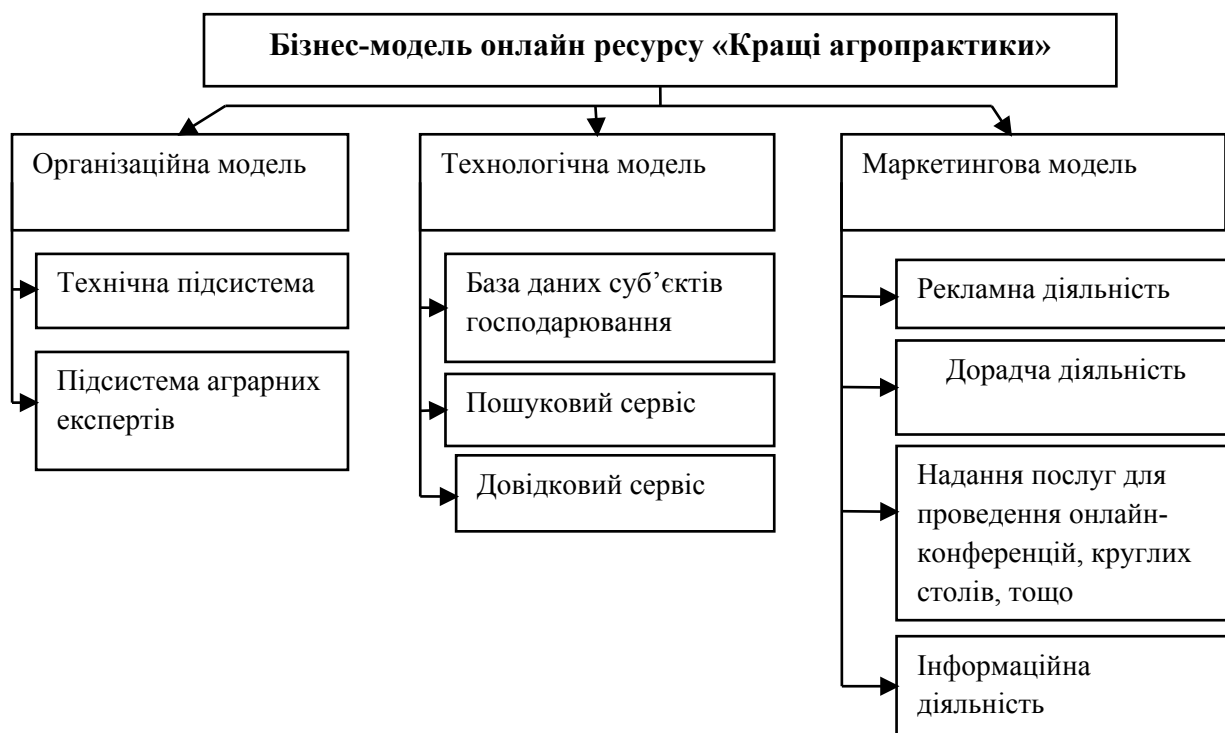 Бізнес-модель онлайн ресурсу «Кращі агропрактики»
Організаційна модель
Технічна підсистема
Підсистема аграрних
експертів
Технологічна модель
База даних суб’єктів
господарювання
Пошуковий сервіс
Довідковий сервіс
Маркетингова модель
Рекламна діяльність
Дорадча діяльність
Надання послуг для
проведення онлайн-
конференцій, круглих
столів, тощо
Інформаційна
діяльність